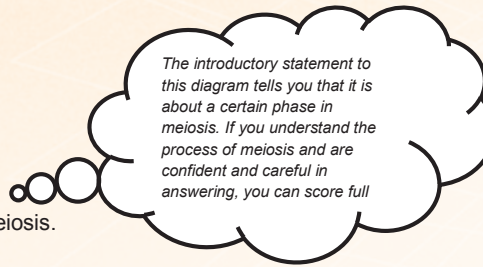 The introductory statement to
this diagram tells you that it is
about a certain phase in
meiosis. If you understand the
process of meiosis and are
confident and careful in
answering, you can score full
eiosis.